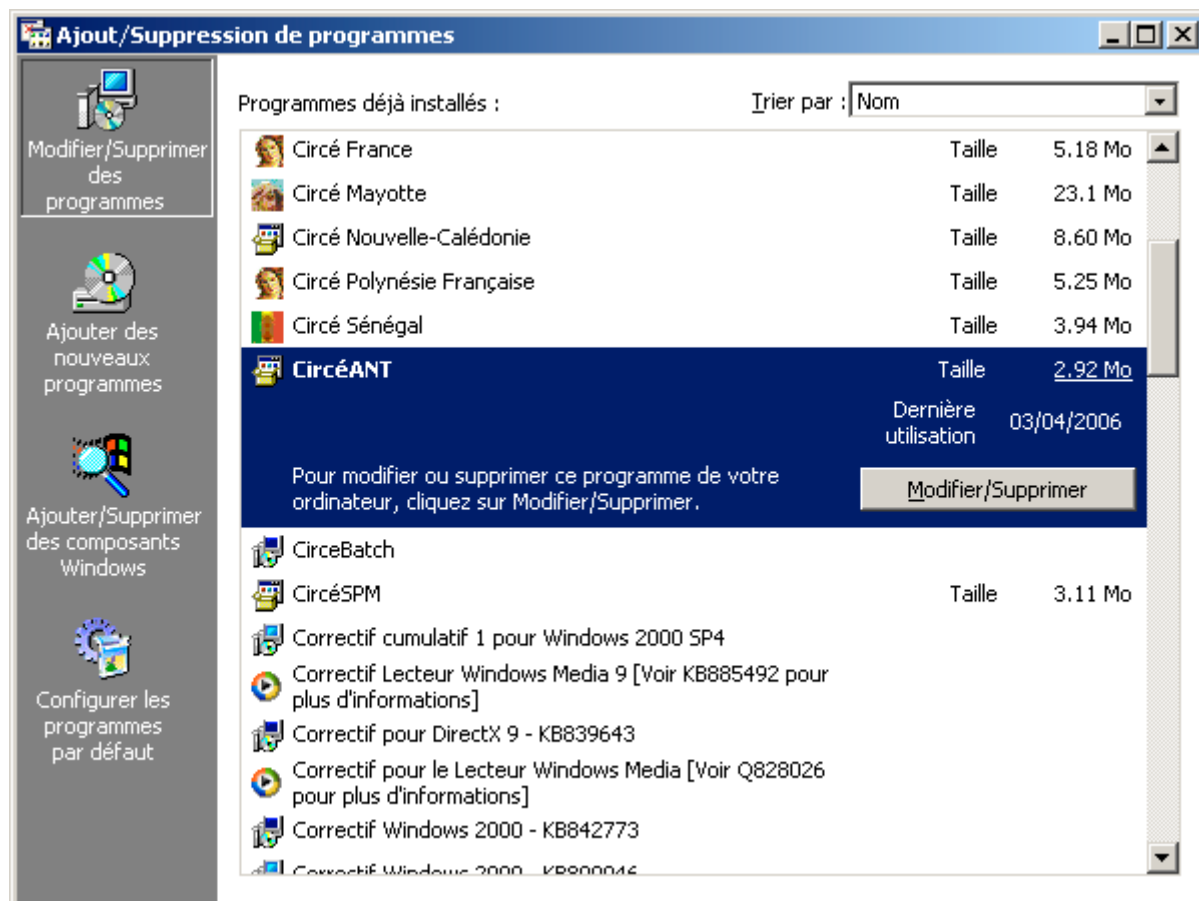 Ajout/Suppression de programmes
Modifier/Supprimer
des
programmes
Ajouter des
nouveaux
programmes
Ajouter/Supprimer
des composants
Windows
Configurer les
programmes
par défaut
Programmes déjà installés :
Trier par : Nom
Circé France Taille 5.18 Mo
Circé Mayotte Taille 23.1 Mo
Circé Nouvelle-Calédonie Taille 8.60 Mo
Circé Polynésie Française Taille 5.25 Mo
Circé Sénégal Taille 3.94 Mo
CircéANT Taille 2.92 Mo
Dernière
utilisation 03/04/2006
Pour modifier ou supprimer ce programme de votre
ordinateur, cliquez sur Modifier/Supprimer.
Modifier/Supprimer
CirceBatch
CircéSPM Taille 3.11 Mo
Correctif cumulatif 1 pour Windows 2000 SP4
Correctif Lecteur Windows Media 9 [Voir KB885492 pour
plus d'informations]
Correctif pour DirectX 9 - KB839643
Correctif pour le Lecteur Windows Media [Voir Q828026
pour plus d'informations]
Correctif Windows 2000 - KB842773
Correctif Windows 2000 -